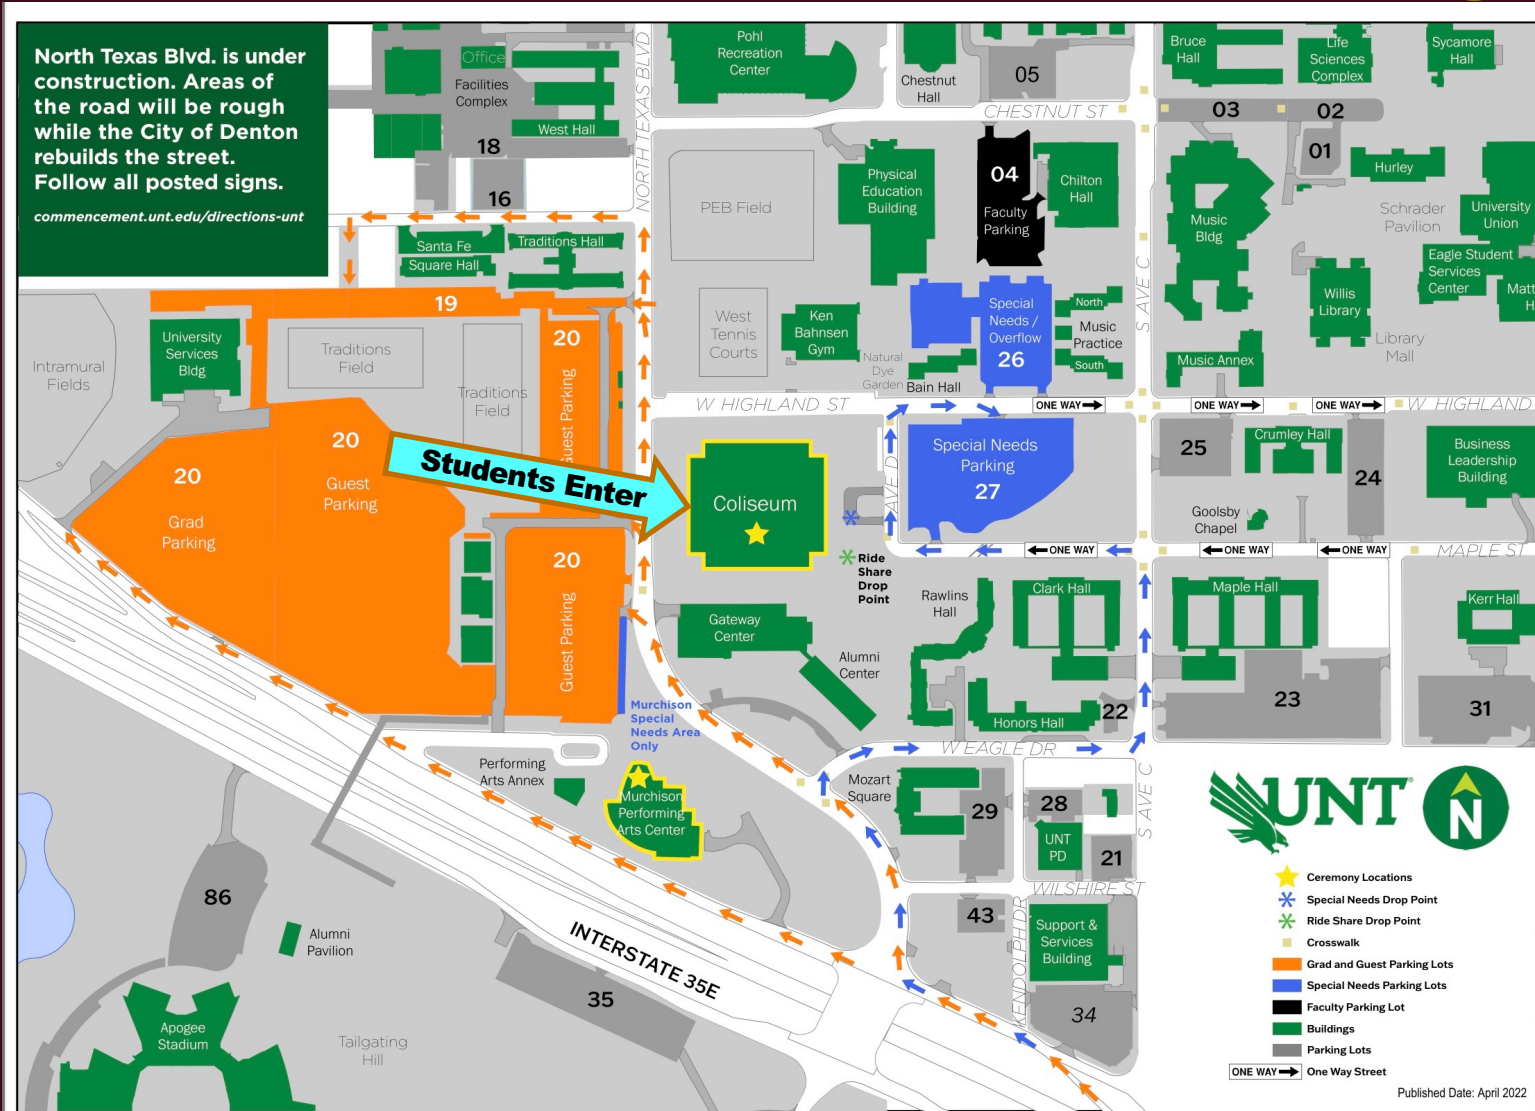 North Texas Blvd. is under
construction. Areas of
the road will be rough
while the City of Denton
rebuilds the street.
Follow all posted signs.
commencement.unt.edu/directions-unt
Office
Facilities
Complex
West Hall
18
16
NORTH TEXAS BLVD
Pohl
Recreation
Center
Chestnut
Hall
05
CHESTNUT ST
Bruce
Hall
Life
Sciences
Complex
Sycamore
Hall
03
02
01
Hurley
PEB Field
Physical
Education
Building
04
Faculty
Parking
Chilton
Hall
Music
Bldg
Schrader
Pavilion
University
Union
Eagle Student
Services
Center
Matt
H
Willis
Library
Library
Mall
Santa Fe
Square Hall
Traditions Hall
19
University
Services
Bldg
Intramural
Fields
Traditions
Field
Traditions
Field
20
Guest Parking
West
Tennis
Courts
Ken
Bahnsen
Gym
Natural
Dye
Garden
Bain Hall
Special
Needs /
Overflow
26
North
Music
Practice
South
S AVE C
Music Annex
W HIGHLAND ST
ONE WAY
ONE WAY
ONE WAY
W HIGHLAND
20
Grad
Parking
20
Guest
Parking
Students Enter
Coliseum
AVE D
Special Needs
Parking
27
25
Crumley Hall
24
Business
Leadership
Building
Goolsby
Chapel
ONE WAY
ONE WAY
ONE WAY
MAPLE ST
Ride
Share
Drop
Point
20
Guest Parking
Gateway
Center
Alumni
Center
Rawlins
Hall
Clark Hall
Maple Hall
Kerr Hall
Honors Hall
22
23
31
Murchison
Special
Needs Area
Only
W EAGLE DR
Performing
Arts Annex
Murchison
Performing
Arts Center
Mozart
Square
29
28
UNT
PD
21
S AVE C
WILSHIRE ST
43
KENDOLPH DR
Support &
Services
Building
34
86
Alumni
Pavilion
INTERSTATE 35E
35
Apogee
Stadium
Tailgating
Hill
UNT
N
Ceremony Locations
Special Needs Drop Point
Ride Share Drop Point
Crosswalk
Grad and Guest Parking Lots
Special Needs Parking Lots
Faculty Parking Lot
Buildings
Parking Lots
ONE WAY One Way Street
Published Date: April 2022